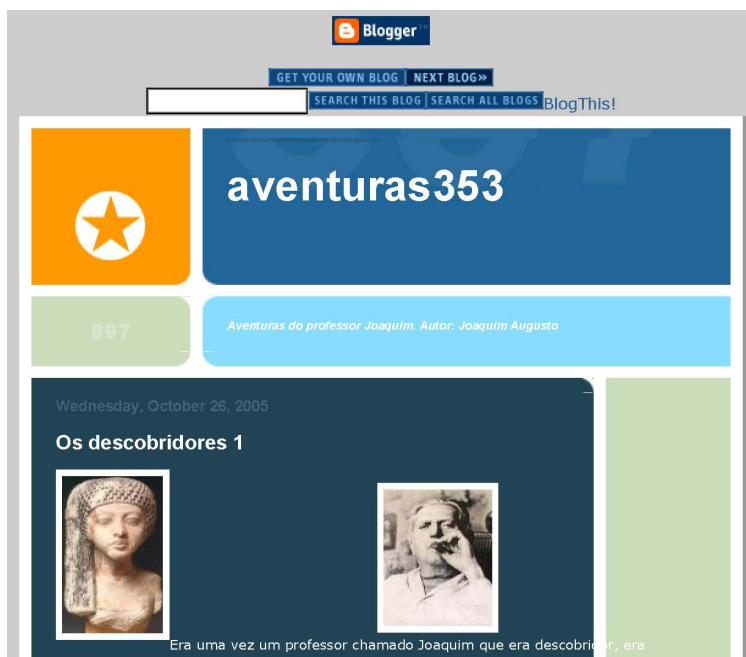 Blogger™
GET YOUR OWN BLOG NEXT BLOG»
SEARCH THIS BLOG SEARCH ALL BLOGS BlogThis!
aventuras353
897
Aventuras do professor Joaquim. Autor: Joaquim Augusto
Wednesday, October 26, 2005
Os descobridores 1
Era uma vez um professor chamado Joaquim que era descobridor, era